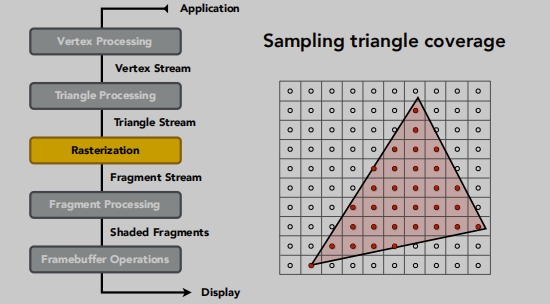 Application
Sampling triangle coverage
Vertex Processing
Vertex Stream
Triangle Processing
Triangle Stream
Rasterization
Fragment Stream
Fragment Processing
Shaded Fragments
Framebuffer Operations
Display